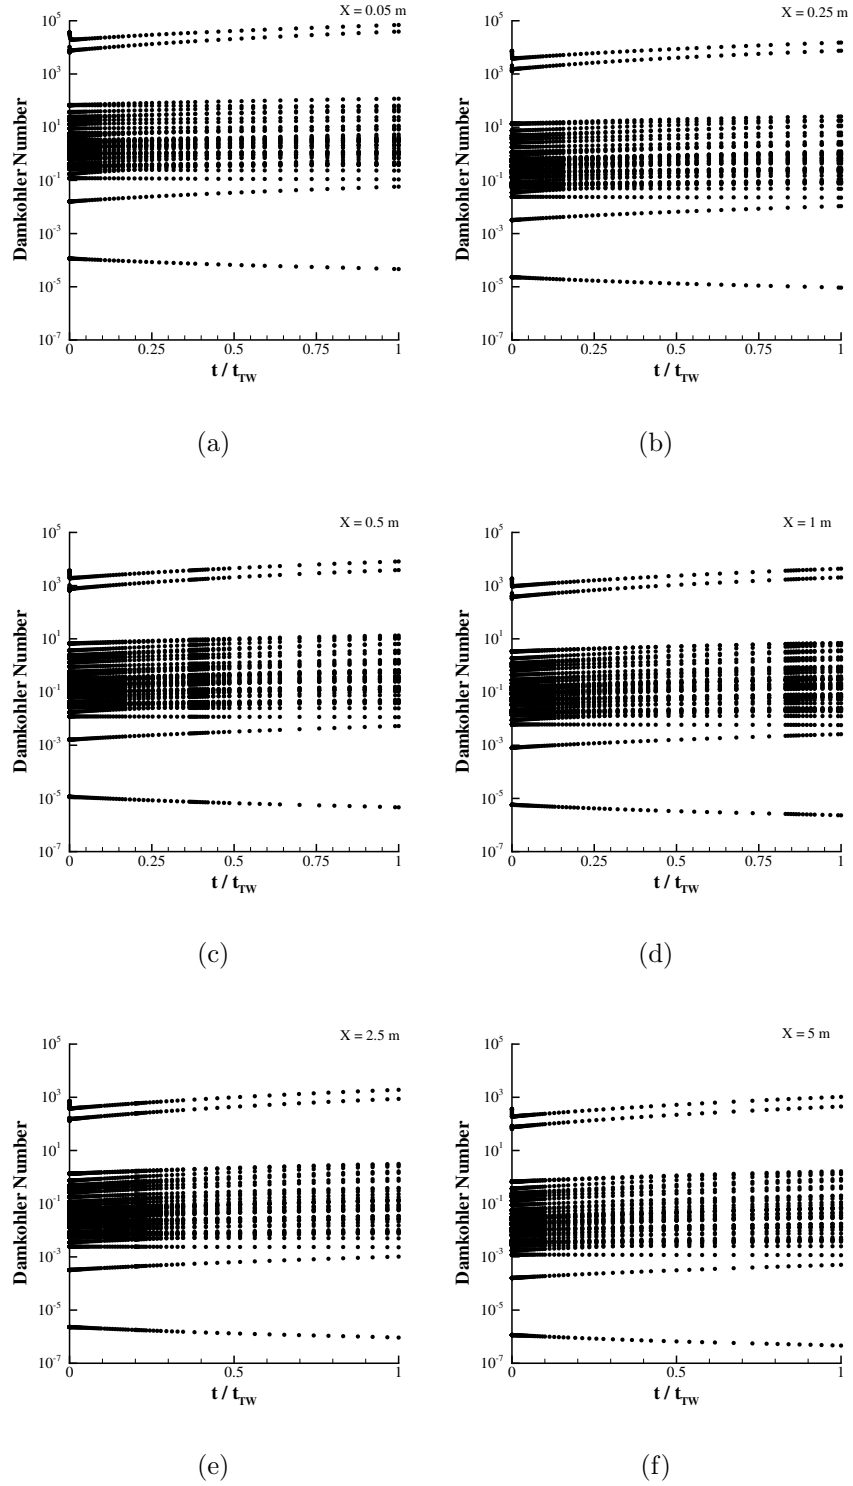 X = 0.05 m
Damkohler Number
10^5
10^3
10^1
10^-1
10^-3
10^-5
10^-7
0 0.25 0.5 0.75 1
t / t_TW
(a)
X = 0.25 m
Damkohler Number
10^5
10^3
10^1
10^-1
10^-3
10^-5
10^-7
0 0.25 0.5 0.75 1
t / t_TW
(b)
X = 0.5 m
Damkohler Number
10^5
10^3
10^1
10^-1
10^-3
10^-5
10^-7
0 0.25 0.5 0.75 1
t / t_TW
(c)
X = 1 m
Damkohler Number
10^5
10^3
10^1
10^-1
10^-3
10^-5
10^-7
0 0.25 0.5 0.75 1
t / t_TW
(d)
X = 2.5 m
Damkohler Number
10^5
10^3
10^1
10^-1
10^-3
10^-5
10^-7
0 0.5 1
t / t_TW
(e)
X = 5 m
Damkohler Number
10^5
10^3
10^1
10^-1
10^-3
10^-5
10^-7
0 0.5 1
t / t_TW
(f)